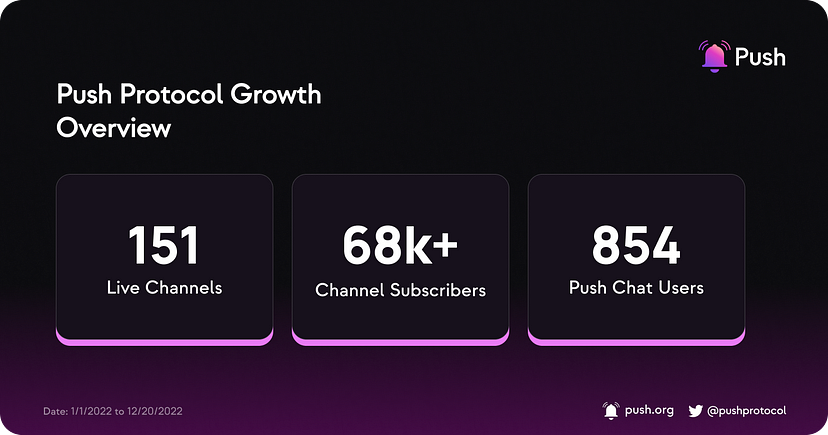 Push
Push Protocol Growth
Overview
151
Live Channels
68k+
Channel Subscribers
854
Push Chat Users
Date: 1/1/2022 to 12/20/2022
push.org
@pushprotocol